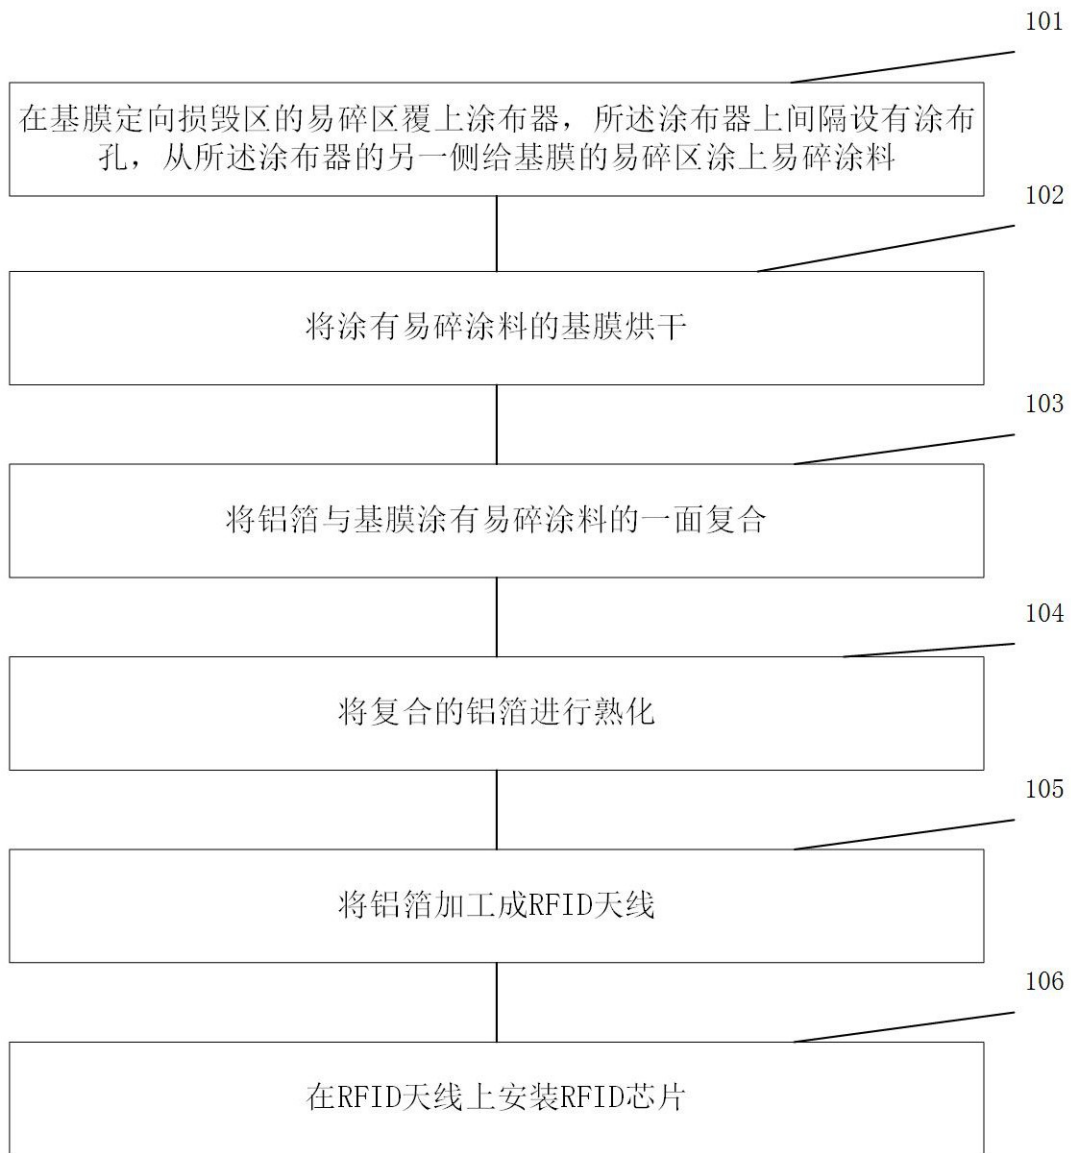 101
在基膜定向损毁区的易碎区覆上涂布器，所述涂布器上间隔设有涂布
孔，从所述涂布器的另一侧给基膜的易碎区涂上易碎涂料
102
将涂有易碎涂料的基膜烘干
103
将铝箔与基膜涂有易碎涂料的一面复合
104
将复合的铝箔进行熟化
105
将铝箔加工成RFID天线
106
在RFID天线上安装RFID芯片